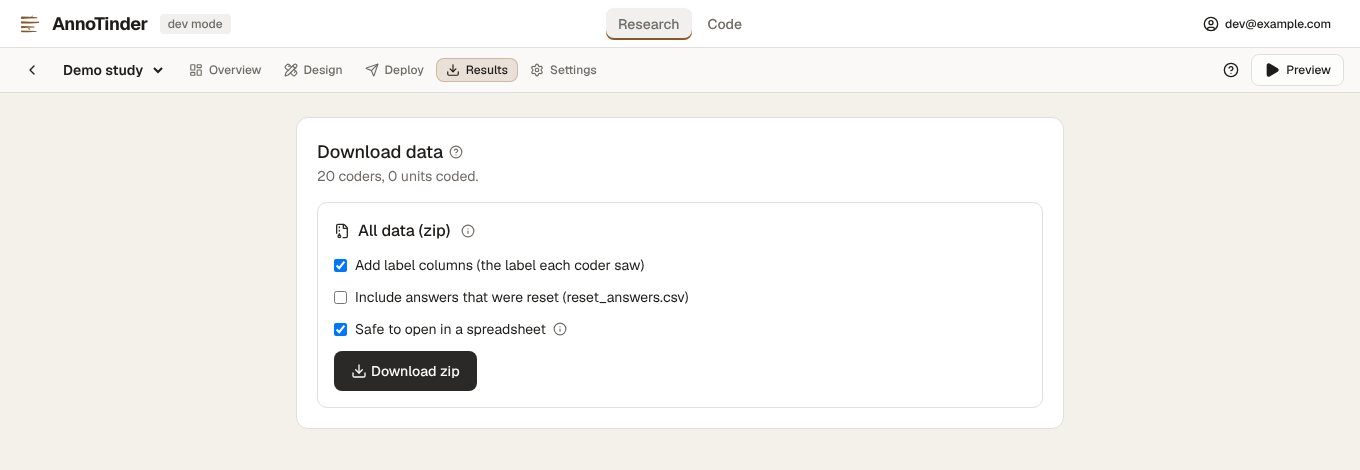 AnnoTinder dev mode Research Code dev@example.com
Demo study Overview Design Deploy Results Settings Preview
Download data
20 coders, 0 units coded.
All data (zip)
Add label columns (the label each coder saw)
Include answers that were reset (reset_answers.csv)
Safe to open in a spreadsheet
Download zip